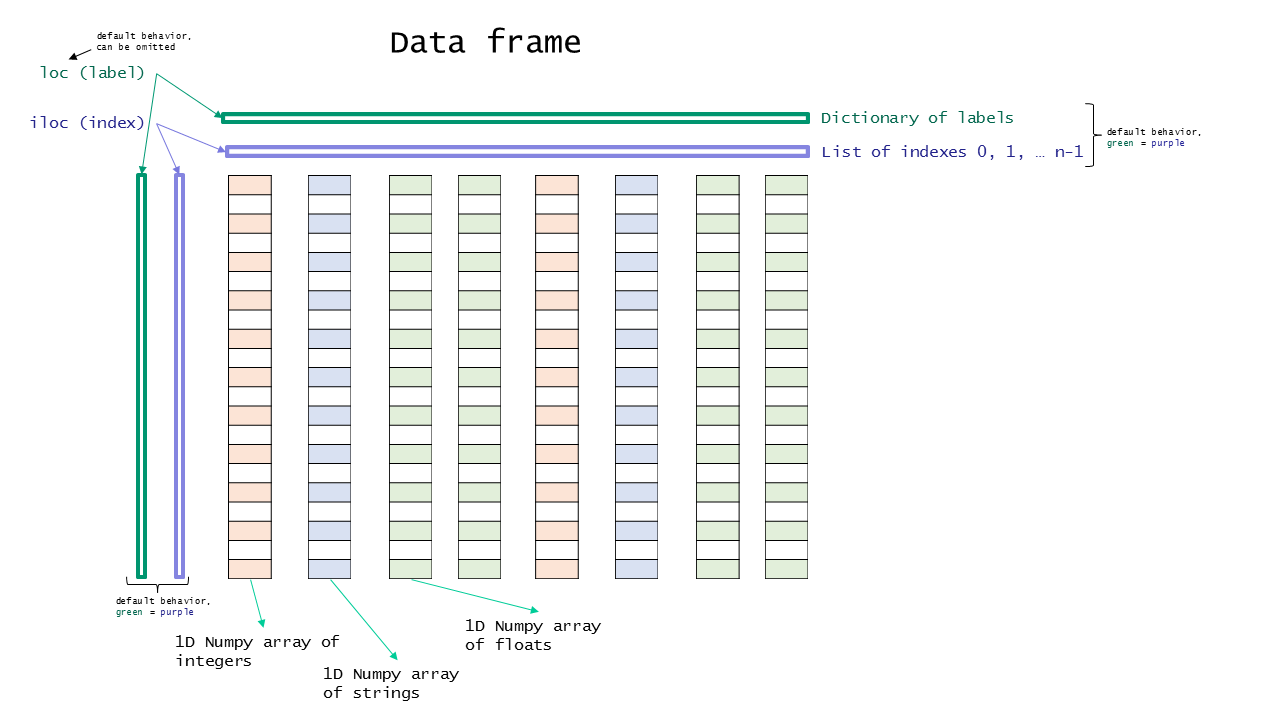 Data frame
default behavior,
can be omitted
loc (label)
iloc (index)
Dictionary of labels
List of indexes 0, 1, … n-1
default behavior,
green = purple
default behavior,
green = purple
1D Numpy array of
integers
1D Numpy array
of strings
1D Numpy array
of floats